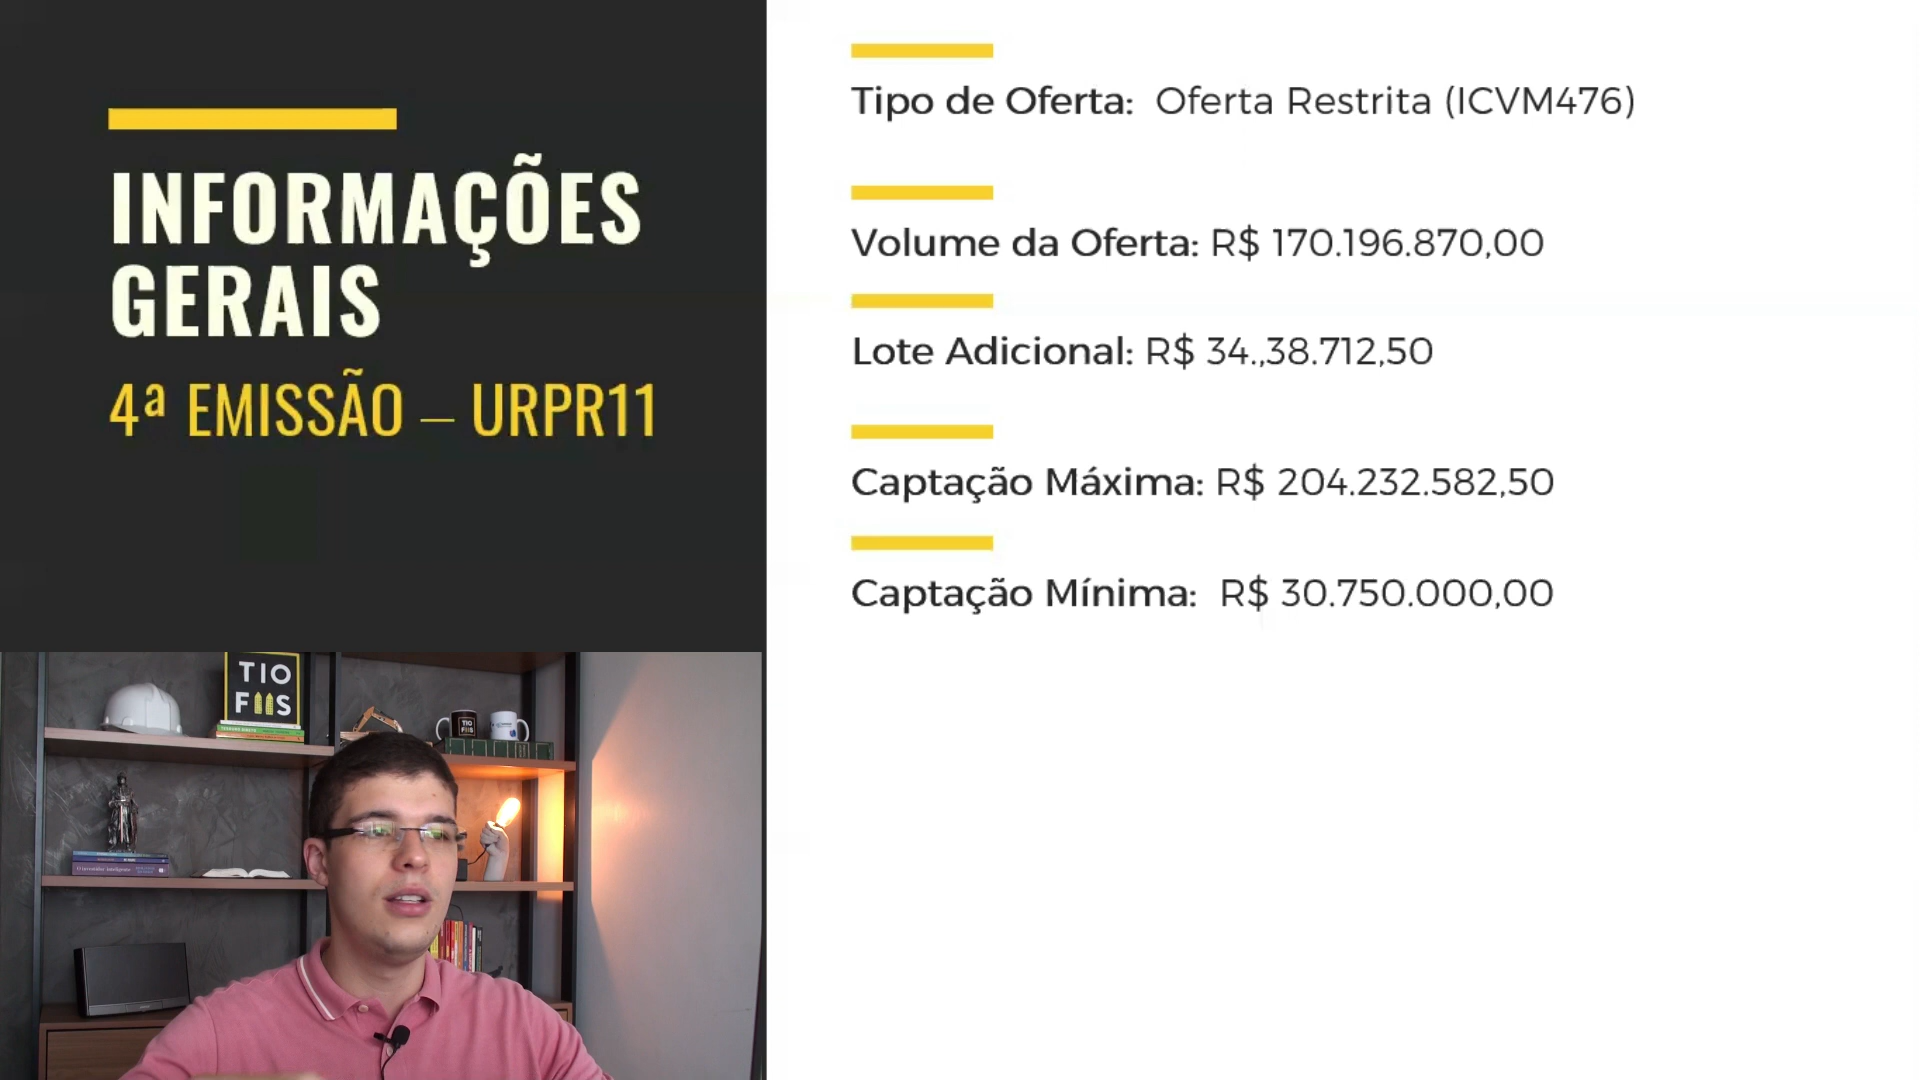 INFORMAÇÕES
GERAIS
4ª EMISSÃO – URPR11
Tipo de Oferta: Oferta Restrita (ICVM476)
Volume da Oferta: R$ 170.196.870,00
Lote Adicional: R$ 34.,38.712,50
Captação Máxima: R$ 204.232.582,50
Captação Mínima: R$ 30.750.000,00
TIO
FIIS
TIO
FIIS